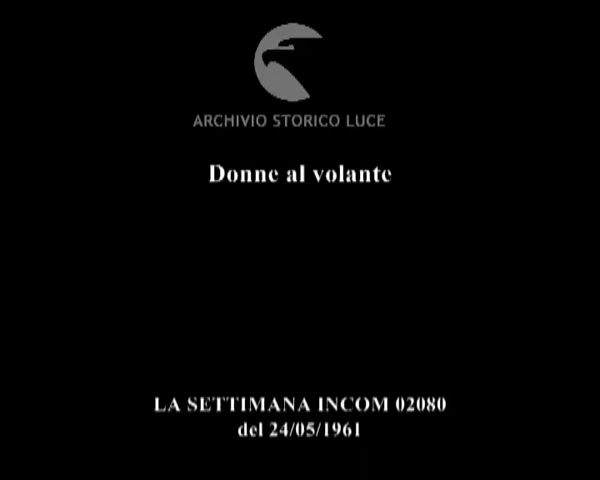 ARCHIVIO STORICO LUCE
Donne al volante
LA SETTIMANA INCOM 02080
del 24/05/1961